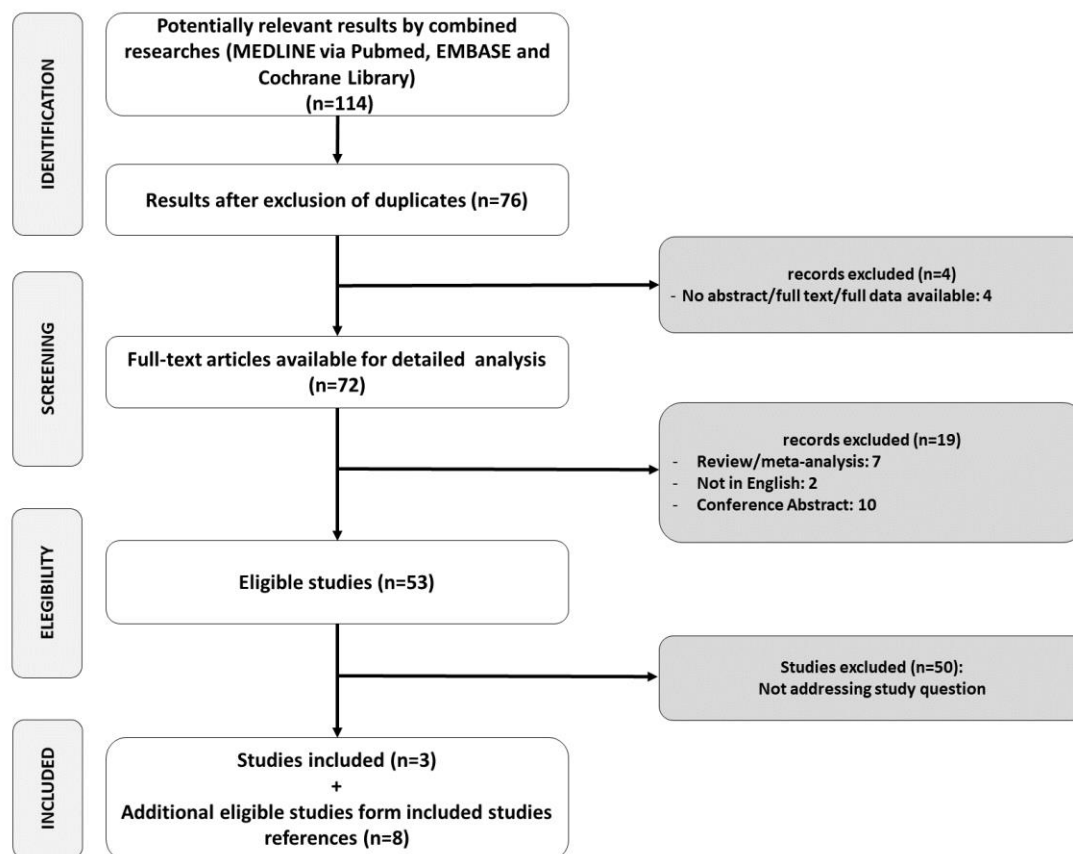 IDENTIFICATION
Potentially relevant results by combined
researches (MEDLINE via Pubmed, EMBASE and
Cochrane Library)
(n=114)
Results after exclusion of duplicates (n=76)
records excluded (n=4)
- No abstract/full text/full data available: 4
SCREENING
Full-text articles available for detailed analysis
(n=72)
records excluded (n=19)
- Review/meta-analysis: 7
- Not in English: 2
- Conference Abstract: 10
ELEGIBILITY
Eligible studies (n=53)
Studies excluded (n=50):
Not addressing study question
INCLUDED
Studies included (n=3)
+
Additional eligible studies form included studies
references (n=8)